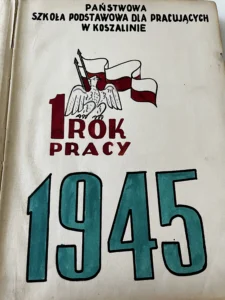 PAŃSTWOWA
SZKOŁA PODSTAWOWA DLA PRACUJĄCYCH
W KOSZALINIE
1 ROK
PRACY
1945